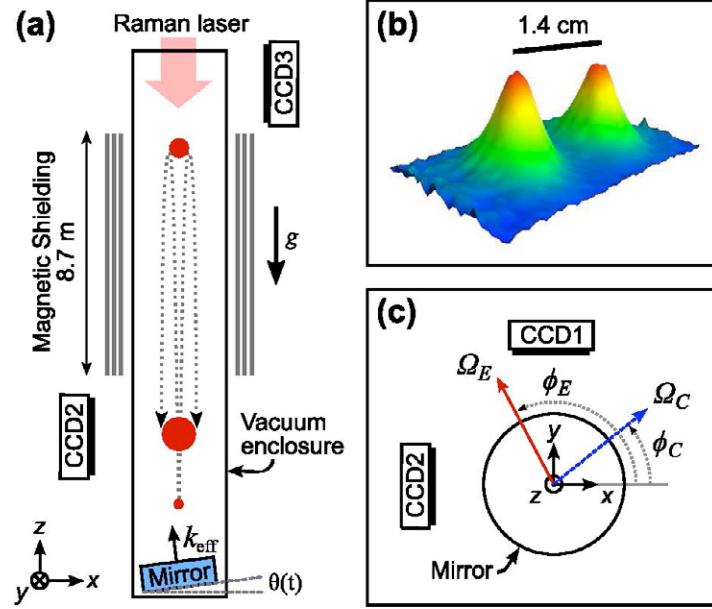 (a)
Raman laser
CCD3
Magnetic Shielding
8.7 m
g
CCD2
Vacuum
enclosure
z
y
x
k_eff
Mirror
θ(t)
(b)
1.4 cm
(c)
CCD1
Ω_E
ϕ_E
Ω_C
ϕ_C
CCD2
y
z
x
Mirror